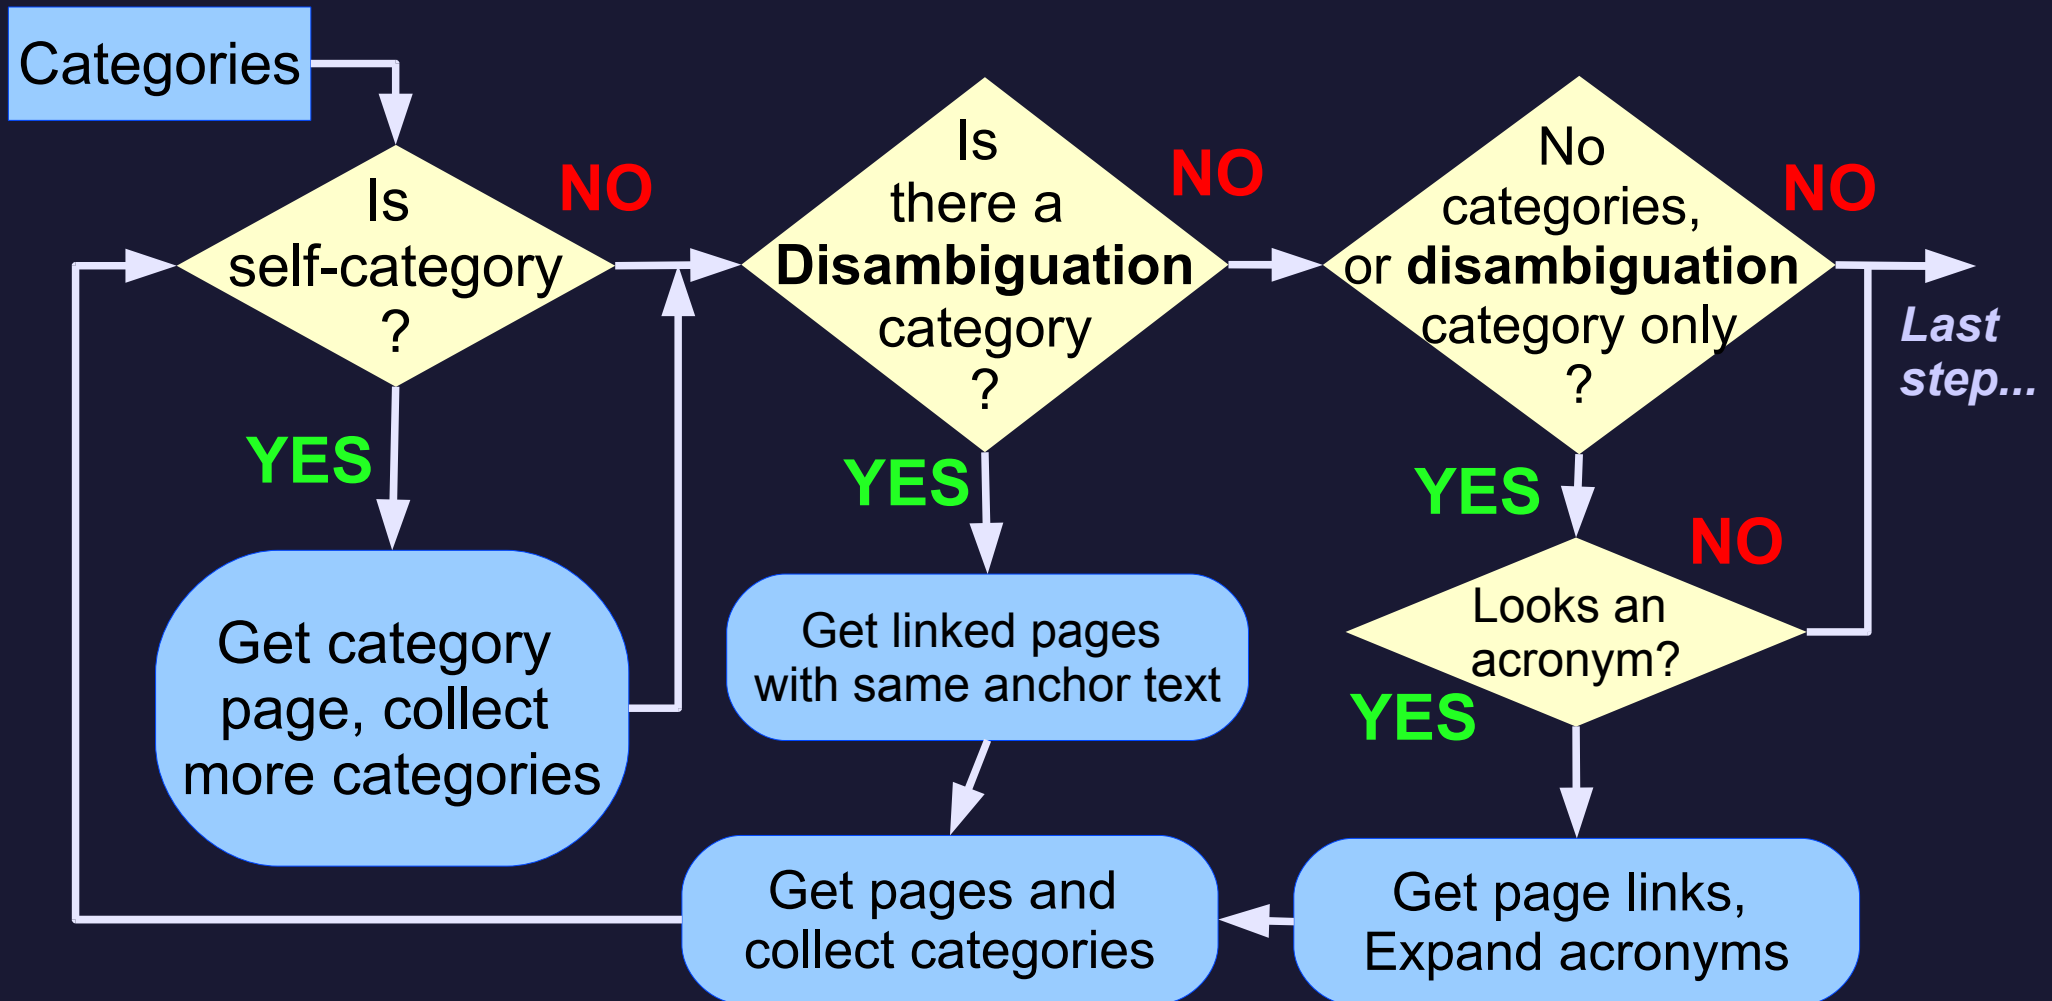 Categories
Is
self-category
?
NO
YES
Get category
page, collect
more categories
Is
there a
Disambiguation
category
?
NO
YES
Get linked pages
with same anchor text
Get pages and
collect categories
No
categories,
or disambiguation
category only
?
NO
YES
Last
step...
Looks an
acronym?
NO
YES
Get page links,
Expand acronyms